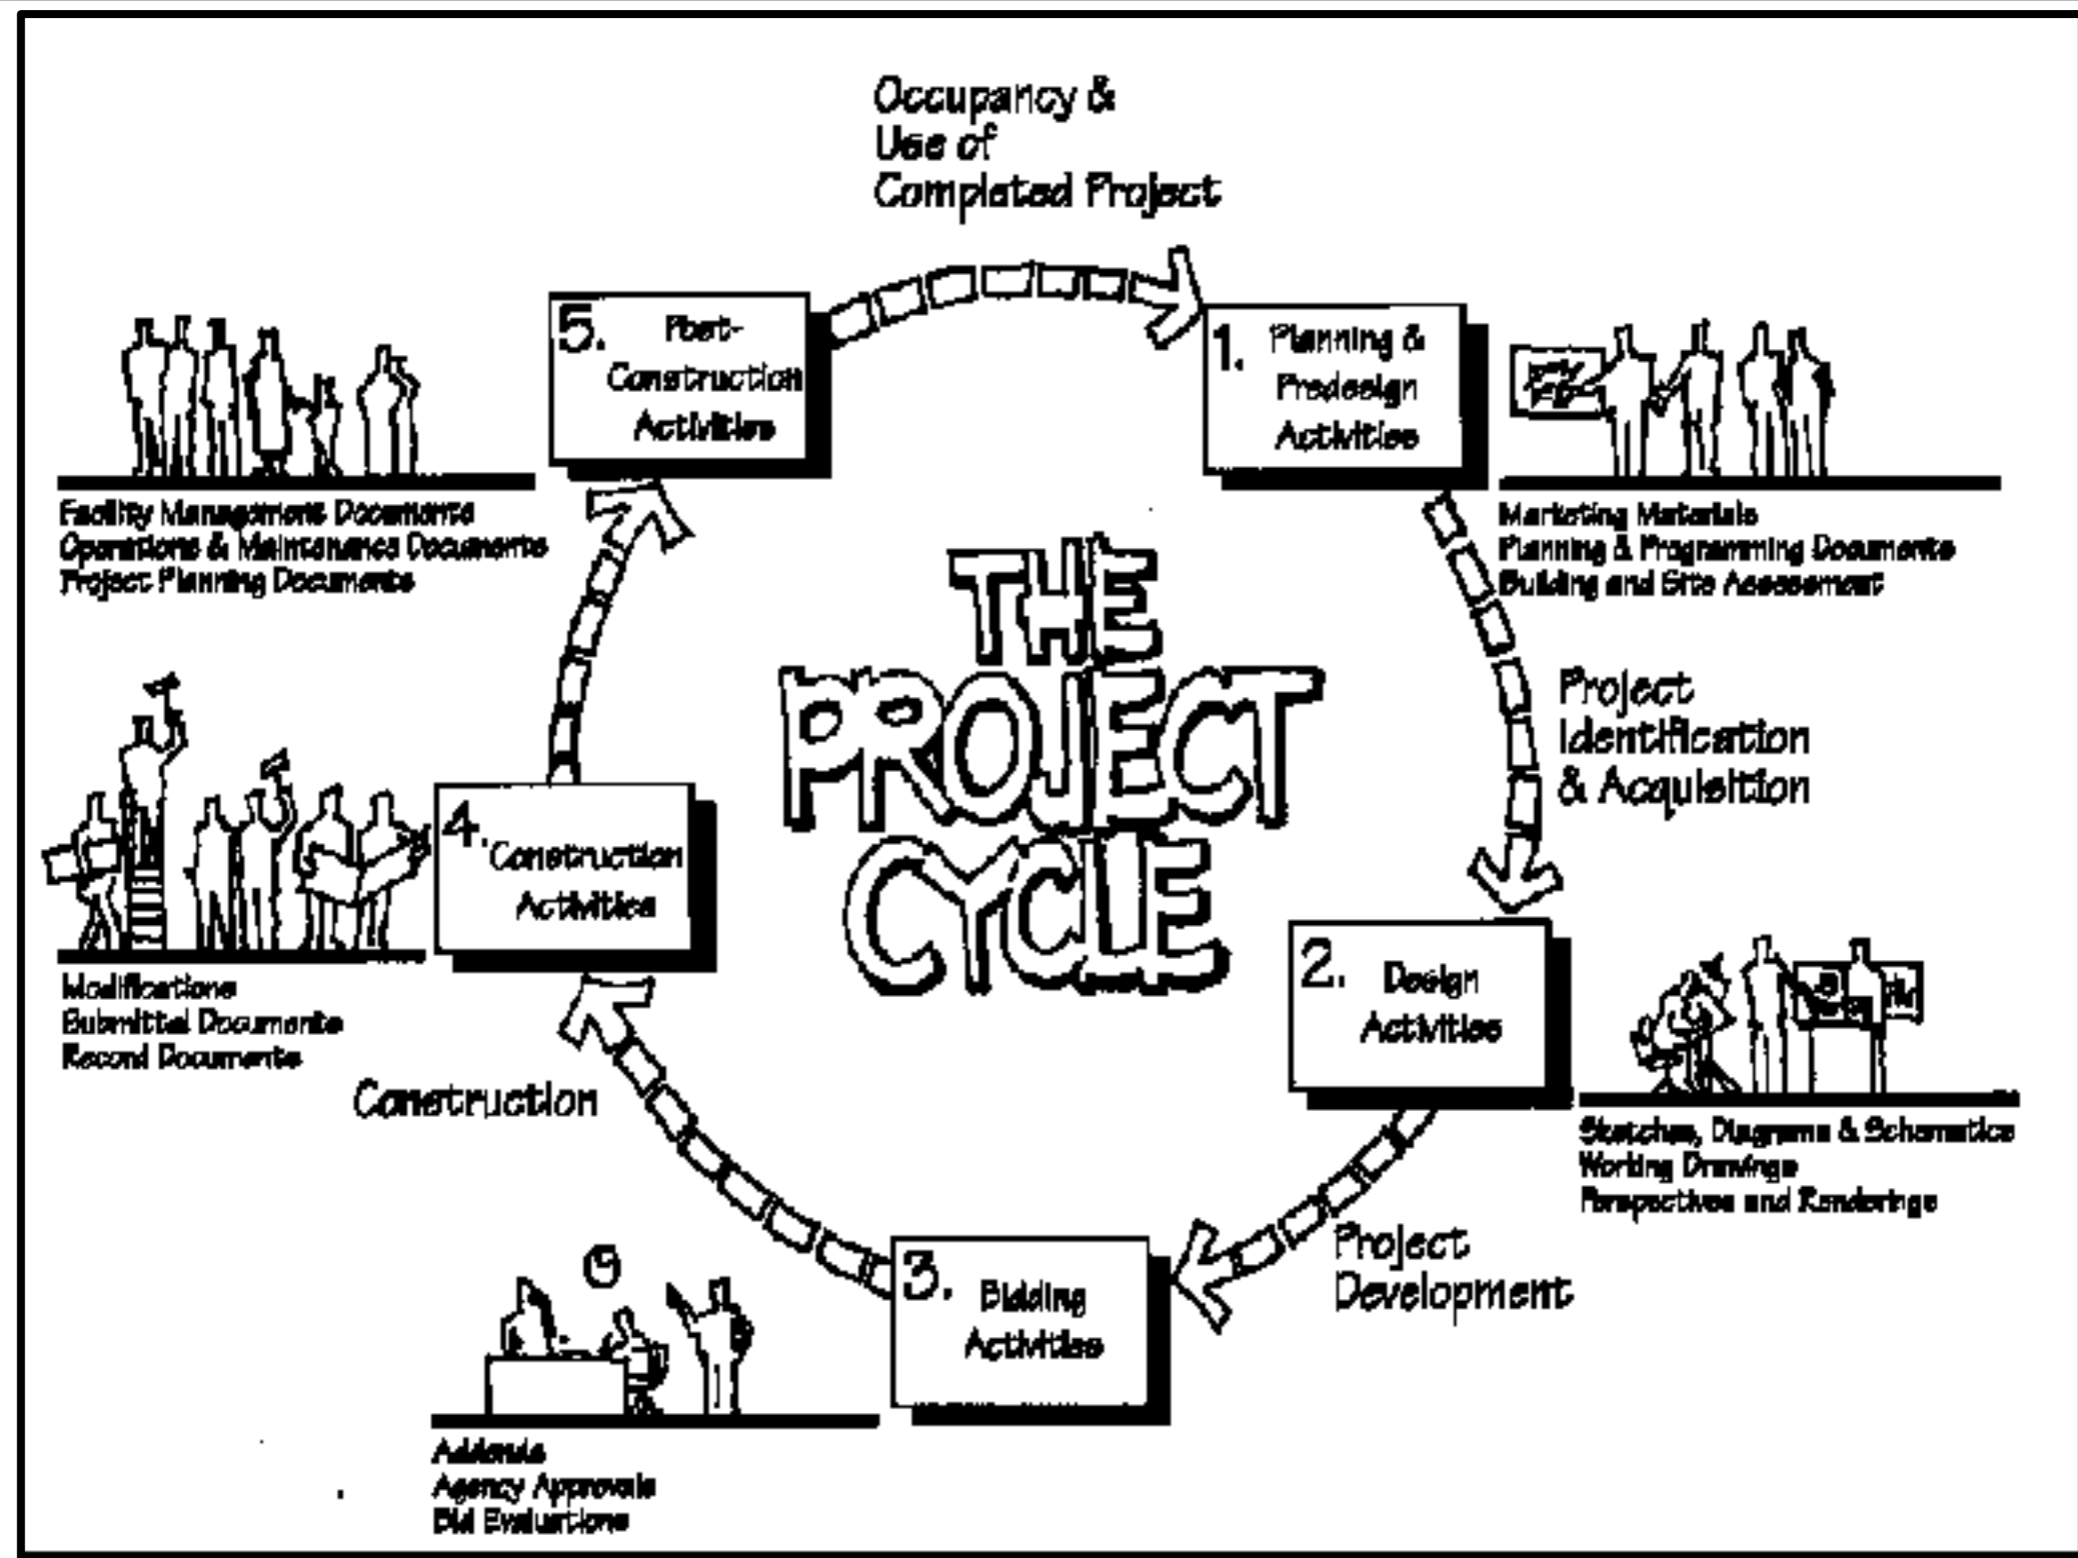 Occupancy &
Use of
Completed Project
5. Post-
Construction
Activities
1. Planning &
Predesign
Activities
Facility Management Documents
Operations & Maintenance Documents
Project Planning Documents
Marketing Materials
Planning & Programming Documents
Building and Site Assessment
THE
PROJECT
CYCLE
Project
Identification
& Acquisition
4. Construction
Activities
2. Design
Activities
Modifications
Submittal Documents
Record Documents
Construction
Sketches, Diagrams & Schematics
Working Drawings
Perspectives and Renderings
Project
Development
3. Bidding
Activities
Addenda
Agency Approvals
Bid Evaluations